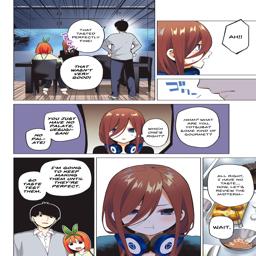 AH!!
THAT
TASTED
PERFECTLY
FINE!
THAT
WASN'T
VERY
GOOD!
HMM? WHAT
ARE YOU,
YOTSUBA?
SOME KIND OF
GOURMET?
WHICH
ONE'S
RIGHT?
YOU JUST
HAVE NO
PALATE,
UESUGI-
SAN!
NO
PAL-
ATE!
ALL RIGHT,
I HAVE NO
TASTE...
NOW, LET'S
REVIEW THE
MIDTERM—
WAIT.
I'M GOING
TO KEEP
MAKING
THEM UNTIL
THEY'RE
PERFECT.
SO
TASTE
TEST
THEM.